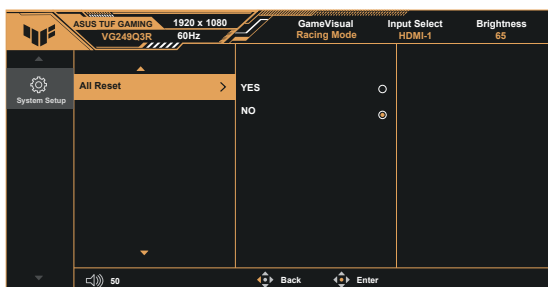 ASUS TUF GAMING 1920 x 1080 GameVisual Input Select Brightness
VG249Q3R 60Hz Racing Mode HDMI-1 65
System Setup
All Reset
YES
NO
50 Back Enter